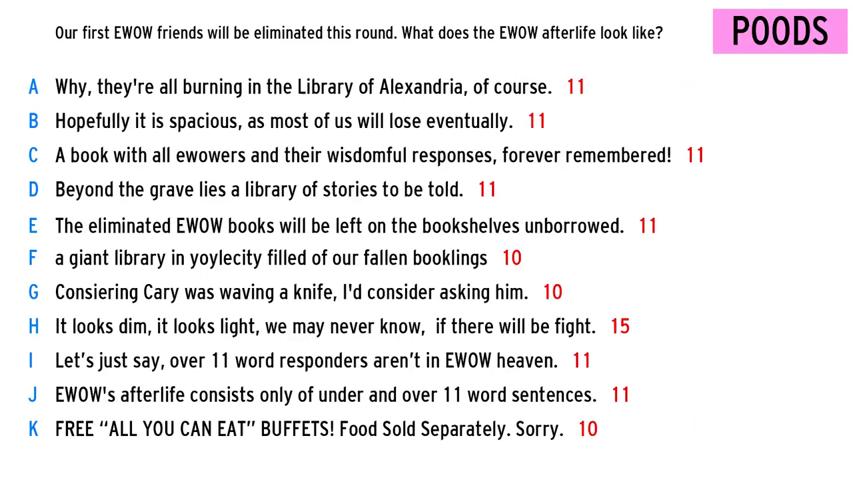 Our first EWOW friends will be eliminated this round. What does the EWOW afterlife look like?
POODS
A Why, they're all burning in the Library of Alexandria, of course. 11
B Hopefully it is spacious, as most of us will lose eventually. 11
C A book with all ewowers and their wisdomful responses, forever remembered! 11
D Beyond the grave lies a library of stories to be told. 11
E The eliminated EWOW books will be left on the bookshelves unborrowed. 11
F a giant library in yoylecity filled of our fallen booklings 10
G Consiering Cary was waving a knife, I'd consider asking him. 10
H It looks dim, it looks light, we may never know,  if there will be fight. 15
I Let’s just say, over 11 word responders aren’t in EWOW heaven. 11
J EWOW's afterlife consists only of under and over 11 word sentences. 11
K FREE “ALL YOU CAN EAT” BUFFETS! Food Sold Separately. Sorry. 10